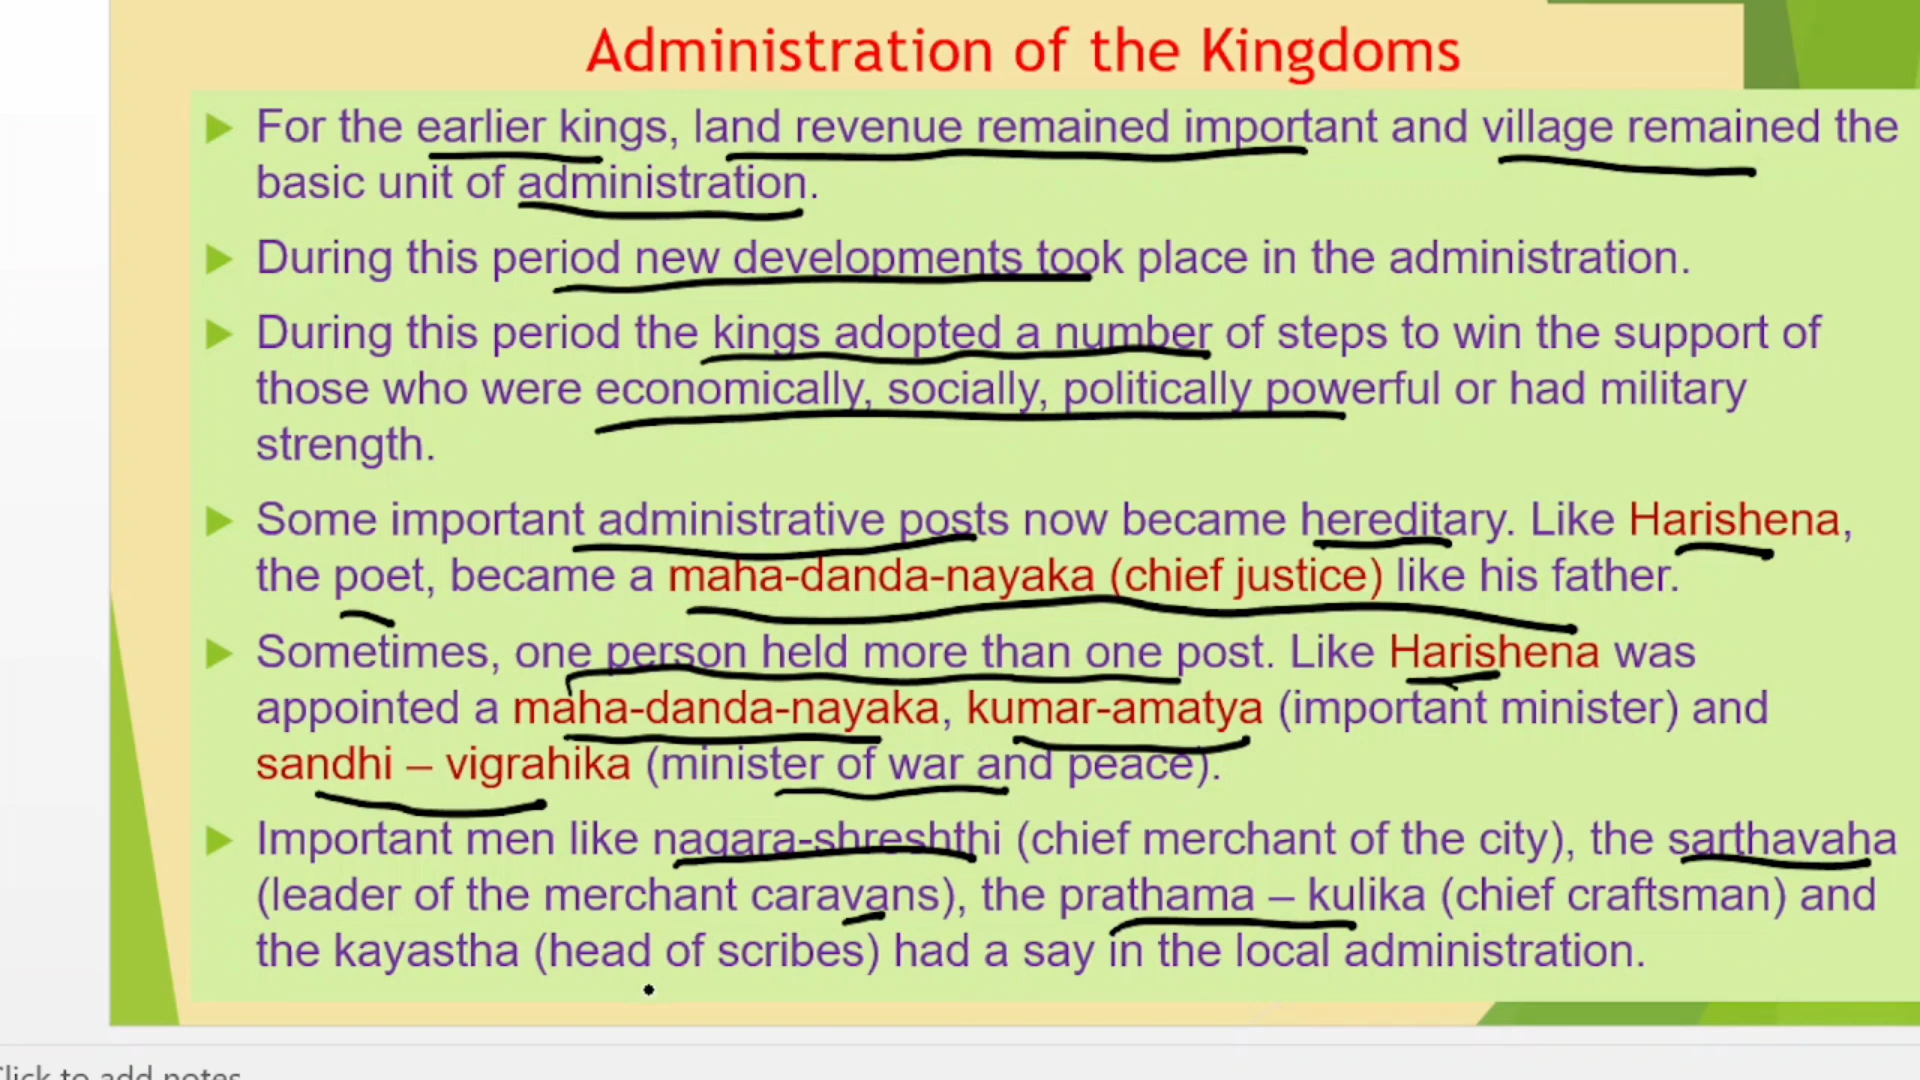 Administration of the Kingdoms
For the earlier kings, land revenue remained important and village remained the
basic unit of administration.
During this period new developments took place in the administration.
During this period the kings adopted a number of steps to win the support of
those who were economically, socially, politically powerful or had military
strength.
Some important administrative posts now became hereditary. Like Harishena,
the poet, became a maha-danda-nayaka (chief justice) like his father.
Sometimes, one person held more than one post. Like Harishena was
appointed a maha-danda-nayaka, kumar-amatya (important minister) and
sandhi – vigrahika (minister of war and peace).
Important men like nagara-shreshthi (chief merchant of the city), the sarthavaha
(leader of the merchant caravans), the prathama – kulika (chief craftsman) and
the kayastha (head of scribes) had a say in the local administration.
Click to add notes